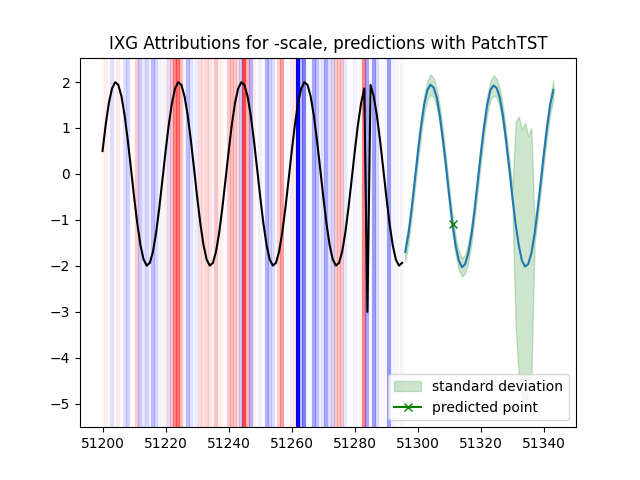 IXG Attributions for -scale, predictions with PatchTST
2
1
0
−1
−2
−3
−4
−5
standard deviation
predicted point
51200 51220 51240 51260 51280 51300 51320 51340